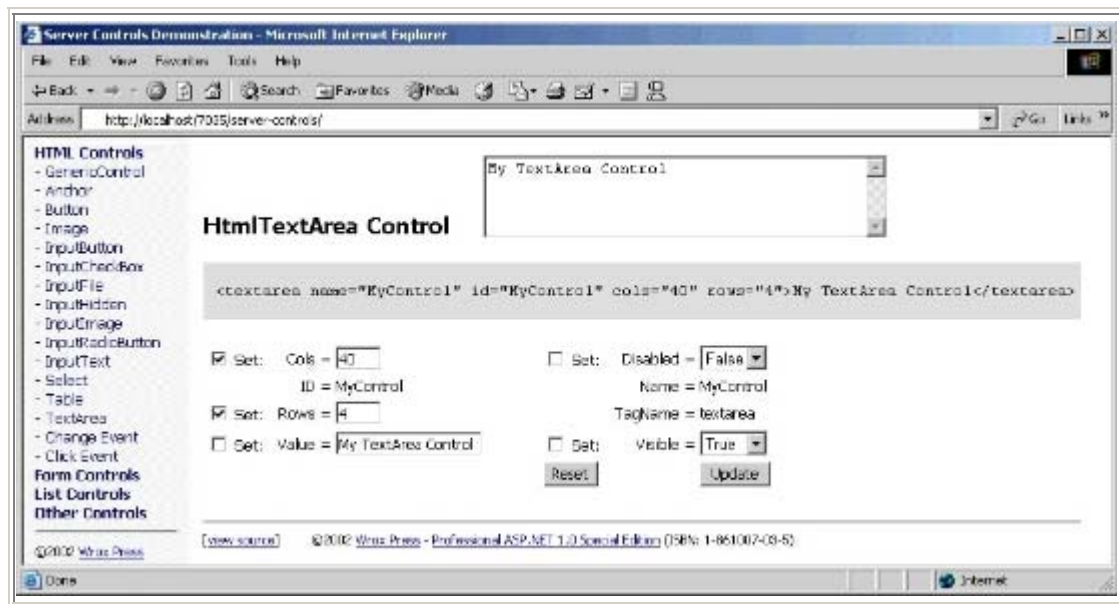 Server Controls Demonstration - Microsoft Internet Explorer
File Edit View Favorites Tools Help
Back Search Favorites Media
Address http://localhost/7035/server-controls/ Go Links »
HTML Controls
- GenericControl
- Anchor
- Button
- Image
- InputButton
- InputCheckBox
- InputFile
- InputHidden
- InputImage
- InputRadioButton
- InputText
- Select
- Table
- TextArea
- Change Event
- Click Event
Form Controls
List Controls
Other Controls
©2002 Wrox Press
My TextArea Control
HtmlTextArea Control
<textarea name="MyControl" id="MyControl" cols="40" rows="4">My TextArea Control</textarea>
Set: Cols = 40 Set: Disabled = False
ID = MyControl Name = MyControl
Set: Rows = 4 TagName = textarea
Set: Value = My TextArea Control Set: Visible = True
Reset Update
[view source] ©2002 Wrox Press - Professional ASP.NET 1.0 Special Edition (ISBN: 1-861007-03-5)
Done Internet